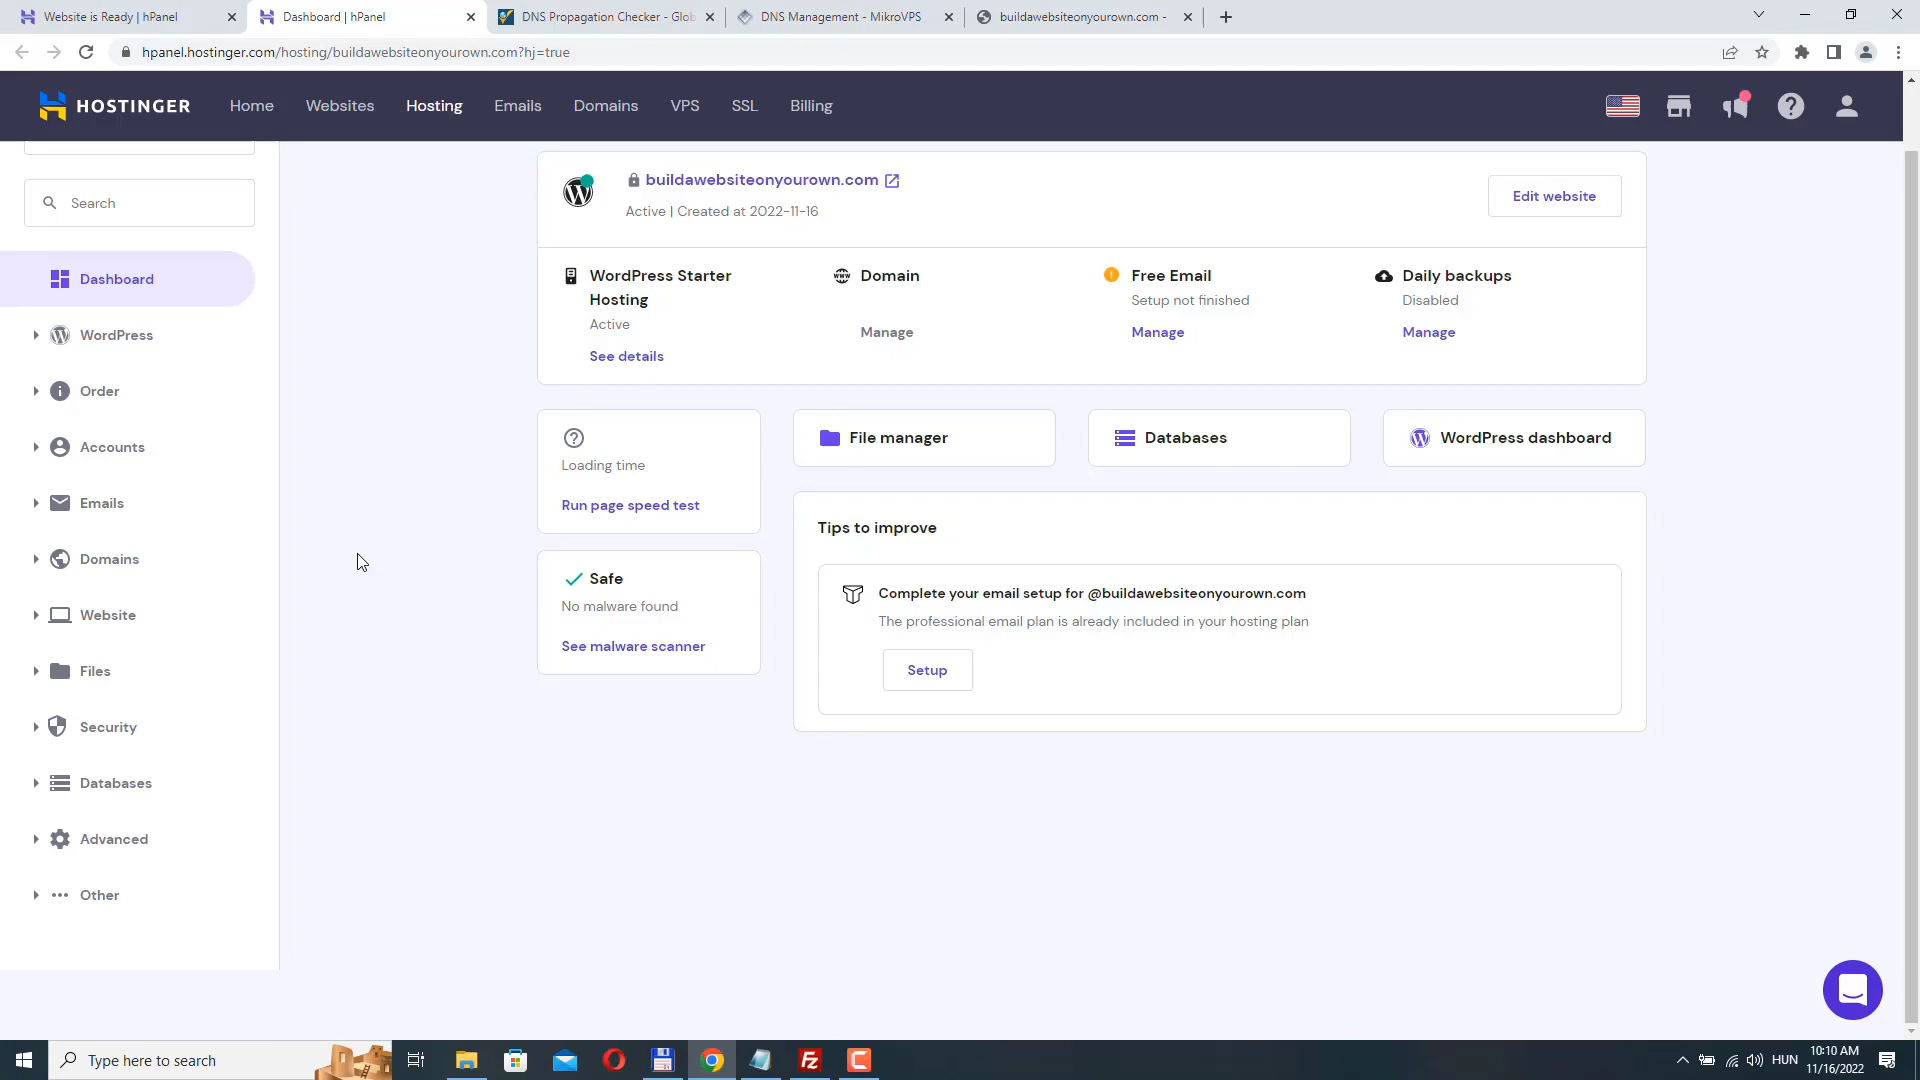 Website is Ready | hPanel
Dashboard | hPanel
DNS Propagation Checker - Glob
DNS Management - MikroVPS
buildawebsiteonyourown.com -
hpanel.hostinger.com/hosting/buildawebsiteonyourown.com?hj=true
HOSTINGER
Home
Websites
Hosting
Emails
Domains
VPS
SSL
Billing
Search
Dashboard
WordPress
Order
Accounts
Emails
Domains
Website
Files
Security
Databases
Advanced
Other
buildawebsiteonyourown.com
Active | Created at 2022-11-16
Edit website
WordPress Starter
Hosting
Active
See details
Domain
Manage
Free Email
Setup not finished
Manage
Daily backups
Disabled
Manage
Loading time
Run page speed test
Safe
No malware found
See malware scanner
File manager
Databases
WordPress dashboard
Tips to improve
Complete your email setup for @buildawebsiteonyourown.com
The professional email plan is already included in your hosting plan
Setup
Type here to search
HUN
10:10 AM
11/16/2022